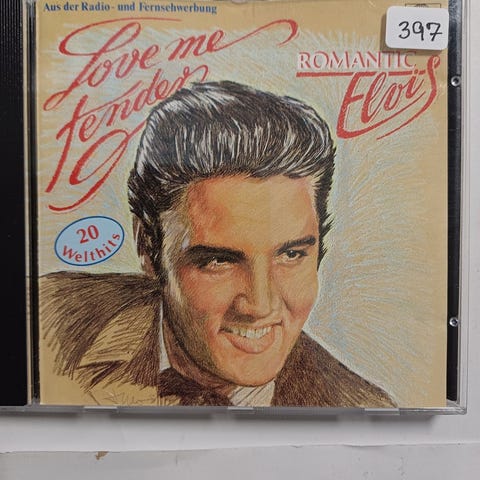 Aus der Radio - und Fernsehwerbung
397
Love me
tender
ROMANTIC
Elvis
20
Welthits